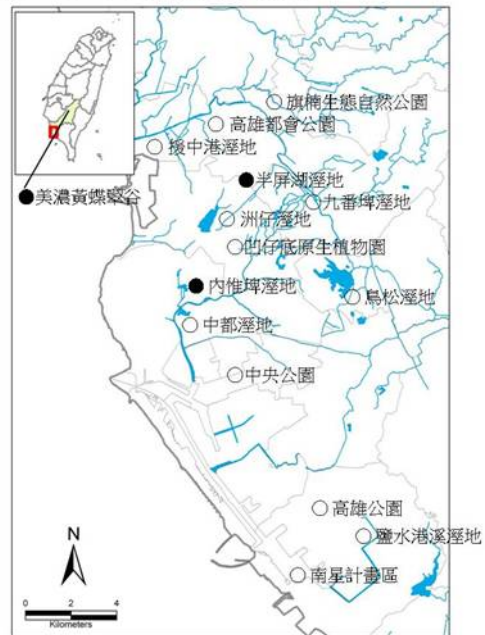 旗楠生態自然公園
高雄都會公園
援中港溼地
半屏湖溼地
美濃黃蝶翠谷
九番埤溼地
洲仔溼地
凹仔底原生植物園
內惟埤溼地
鳥松溼地
中都溼地
中央公園
高雄公園
鹽水港溪溼地
南星計畫區
N
0 2 4
Kilometers